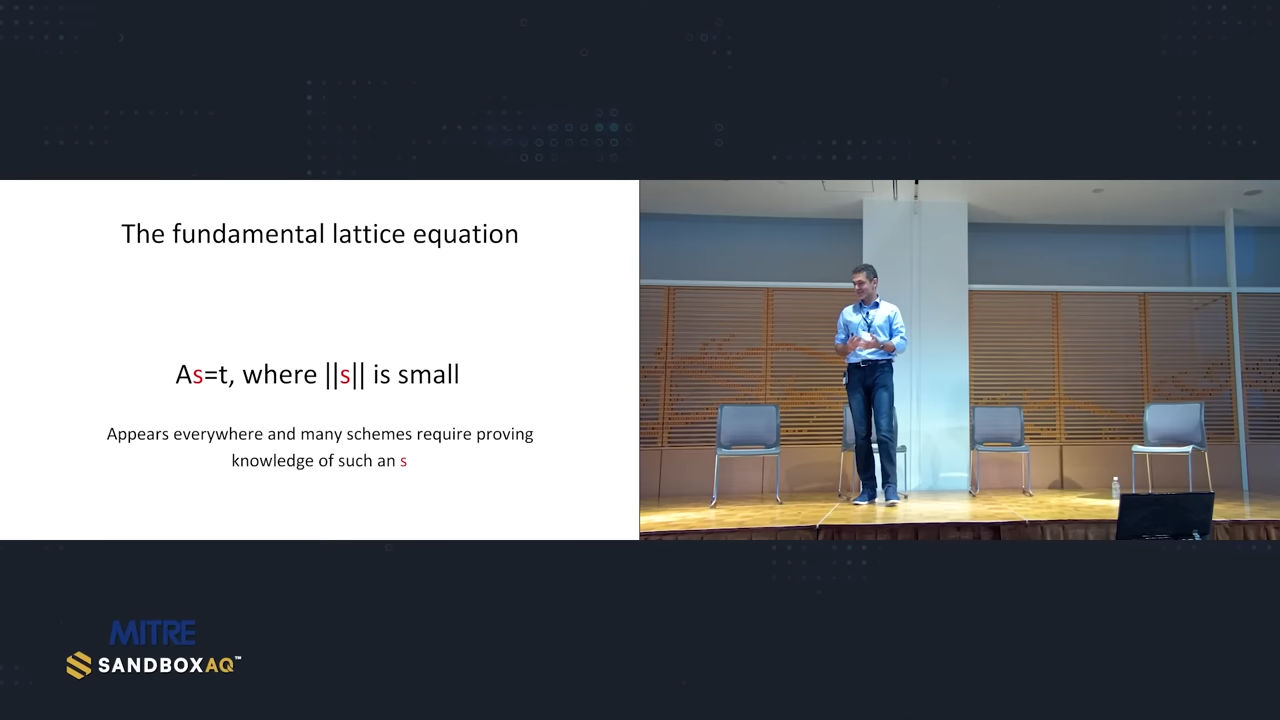 The fundamental lattice equation
As=t, where ||s|| is small
Appears everywhere and many schemes require proving
knowledge of such an s
MITRE
SANDBOXAQ™